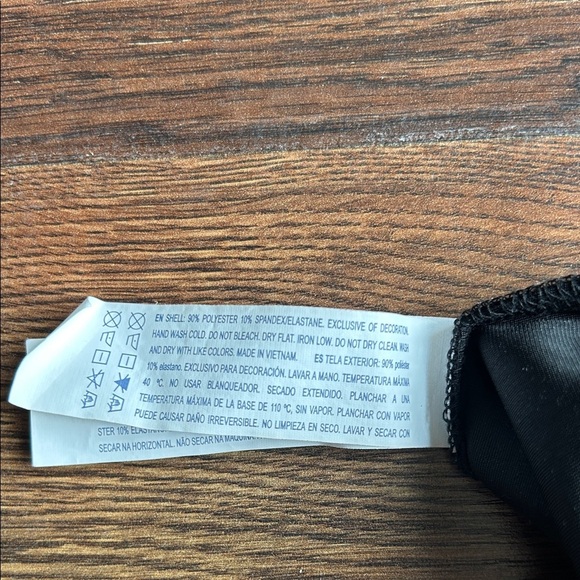 EN SHELL: 90% POLYESTER 10% SPANDEX/ELASTANE, EXCLUSIVE OF DECORATION
HAND WASH COLD. DO NOT BLEACH. DRY FLAT. IRON LOW. DO NOT DRY CLEAN. WASH
AND DRY WITH LIKE COLORS. MADE IN VIETNAM. ES TELA EXTERIOR: 90% poliéster
10% elastano. EXCLUSIVO PARA DECORACIÓN. LAVAR A MANO. TEMPERATURA MÁXIMA
40 ºC. NO USAR BLANQUEADOR. SECADO EXTENDIDO. PLANCHAR A UNA
TEMPERATURA MÁXIMA DE LA BASE DE 110 ºC, SIN VAPOR. PLANCHAR CON VAPOR
PUEDE CAUSAR DAÑO IRREVERSIBLE. NO LIMPIEZA EN SECO. LAVAR Y SECAR CON
STER 10% ELASTAN
SECAR NA HORIZONTAL. NÃO SECAR NA MAQUINA